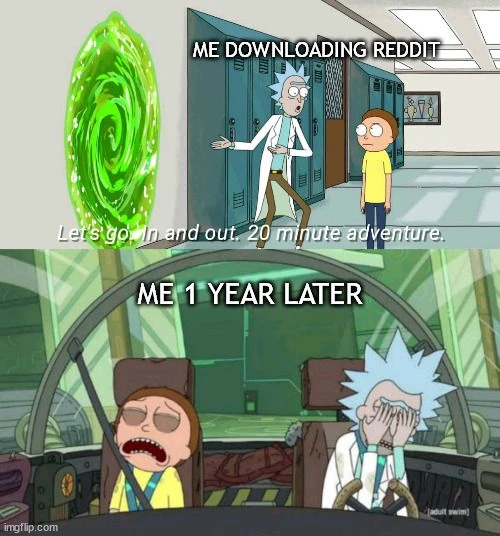 ME DOWNLOADING REDDIT
Let's go. In and out. 20 minute adventure.
ME 1 YEAR LATER
[adult swim]
imgflip.com